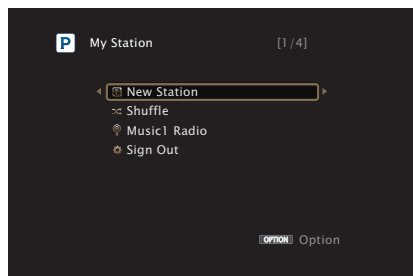 P My Station [1/4]
New Station
Shuffle
Music1 Radio
Sign Out
OPTION Option